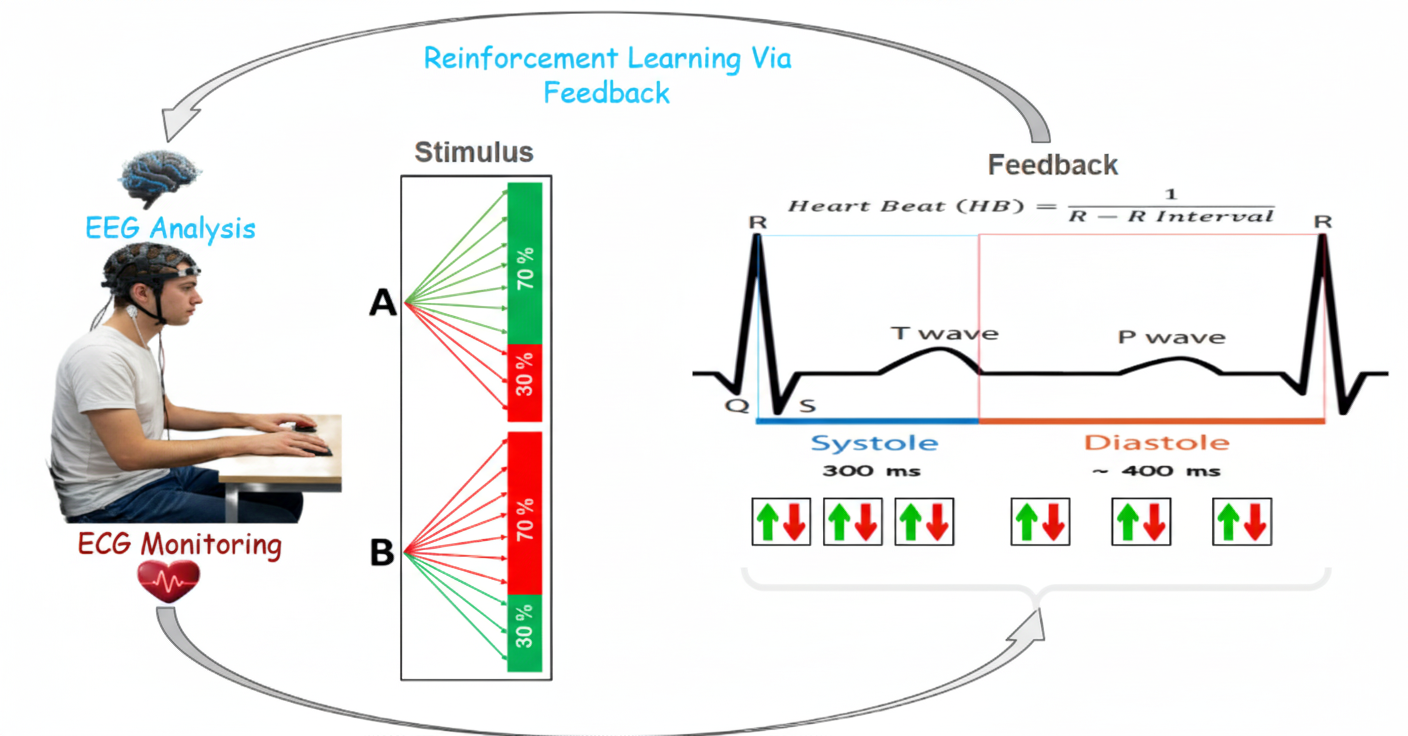 Reinforcement Learning Via
Feedback
EEG Analysis
ECG Monitoring
Stimulus
A
70 %
30 %
B
70 %
30 %
Feedback
Heart Beat (HB) = 1 / R − R Interval
R
R
T wave
P wave
Q
S
Systole
300 ms
Diastole
~ 400 ms